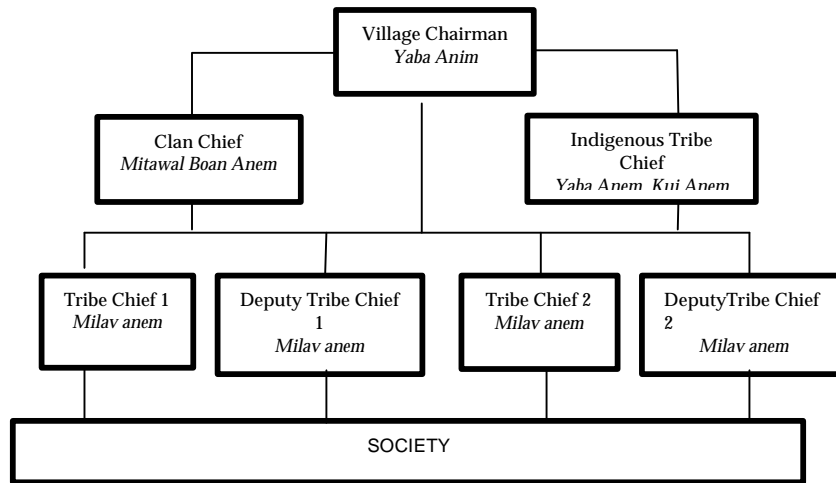 Village Chairman
Yaba Anim
Clan Chief
Mitawal Boan Anem
Indigenous Tribe
Chief
Yaba Anem, Kui Anem
Tribe Chief 1
Milav anem
Deputy Tribe Chief
1
Milav anem
Tribe Chief 2
Milav anem
DeputyTribe Chief
2
Milav anem
SOCIETY